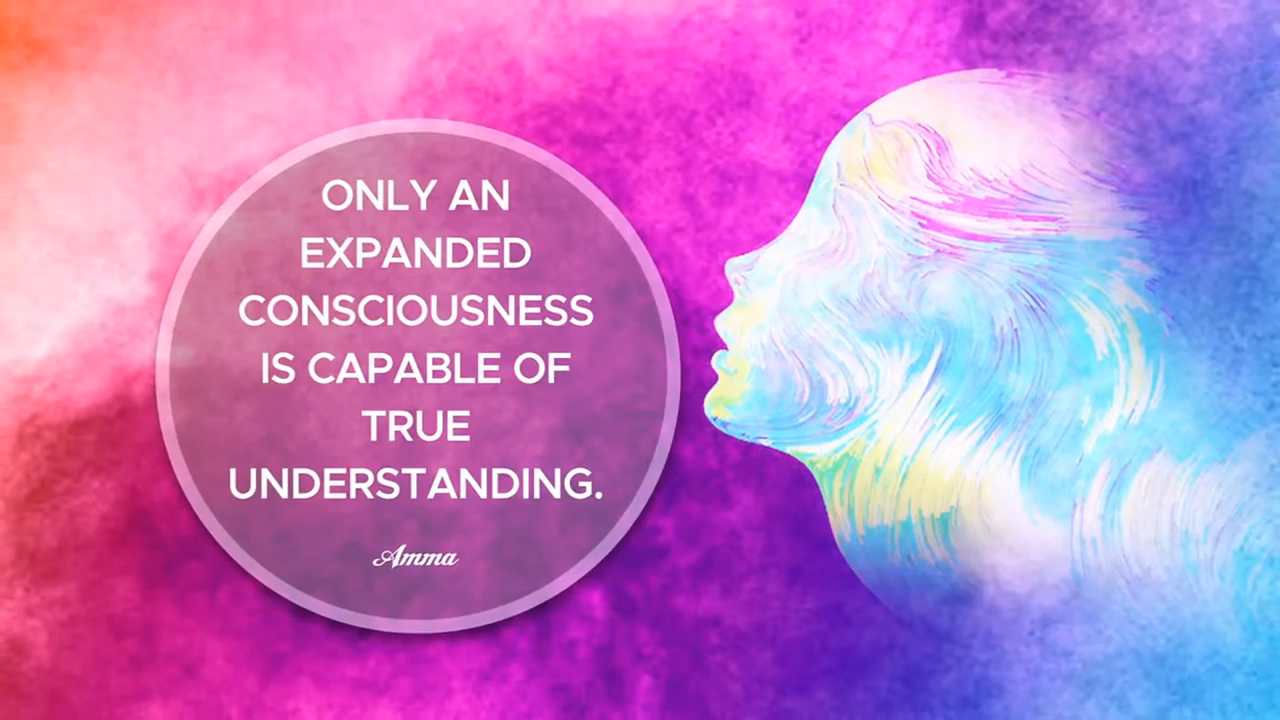 ONLY AN
EXPANDED
CONSCIOUSNESS
IS CAPABLE OF
TRUE
UNDERSTANDING.
Amma